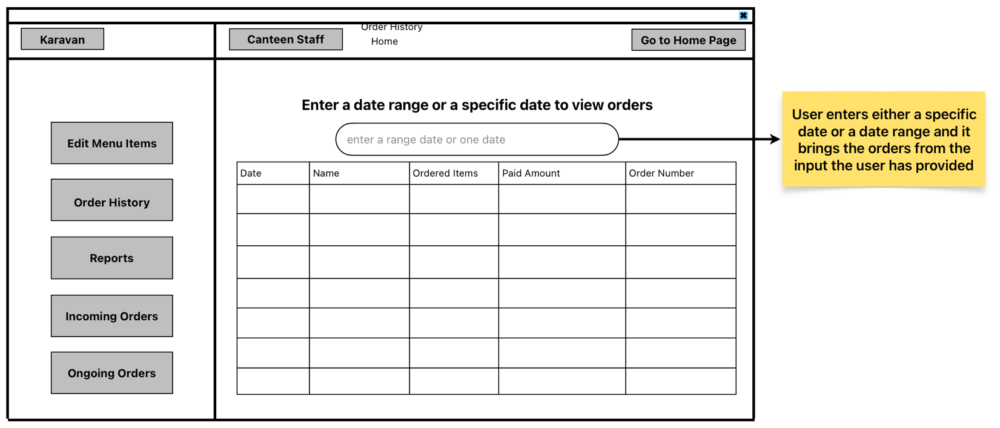 Order History
Karavan
Canteen Staff
Home
Go to Home Page
Enter a date range or a specific date to view orders
enter a range date or one date
User enters either a specific
date or a date range and it
brings the orders from the
input the user has provided
Edit Menu Items
Order History
Reports
Incoming Orders
Ongoing Orders
Date Name Ordered Items Paid Amount Order Number